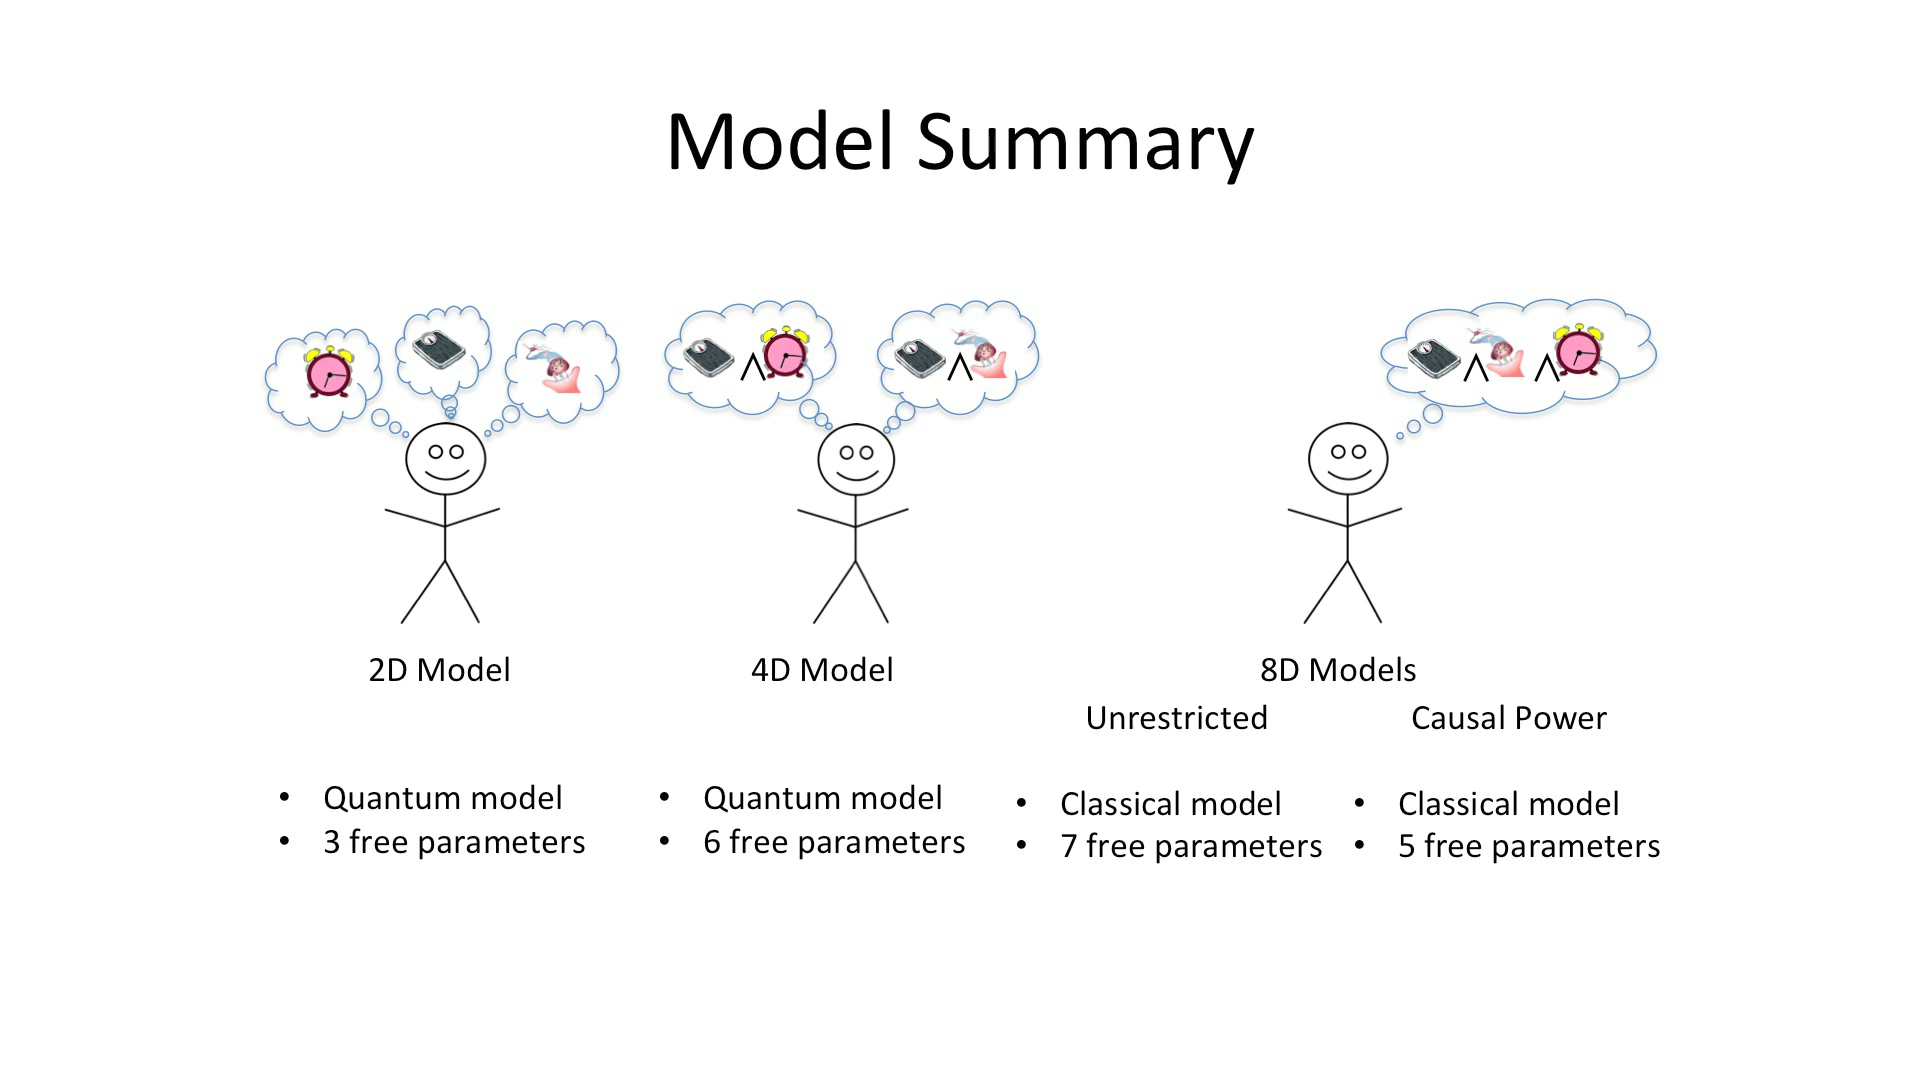 Model Summary
∧
∧
∧ ∧
2D Model
4D Model
8D Models
Unrestricted
Causal Power
• Quantum model
• 3 free parameters
• Quantum model
• 6 free parameters
• Classical model
• 7 free parameters
• Classical model
• 5 free parameters